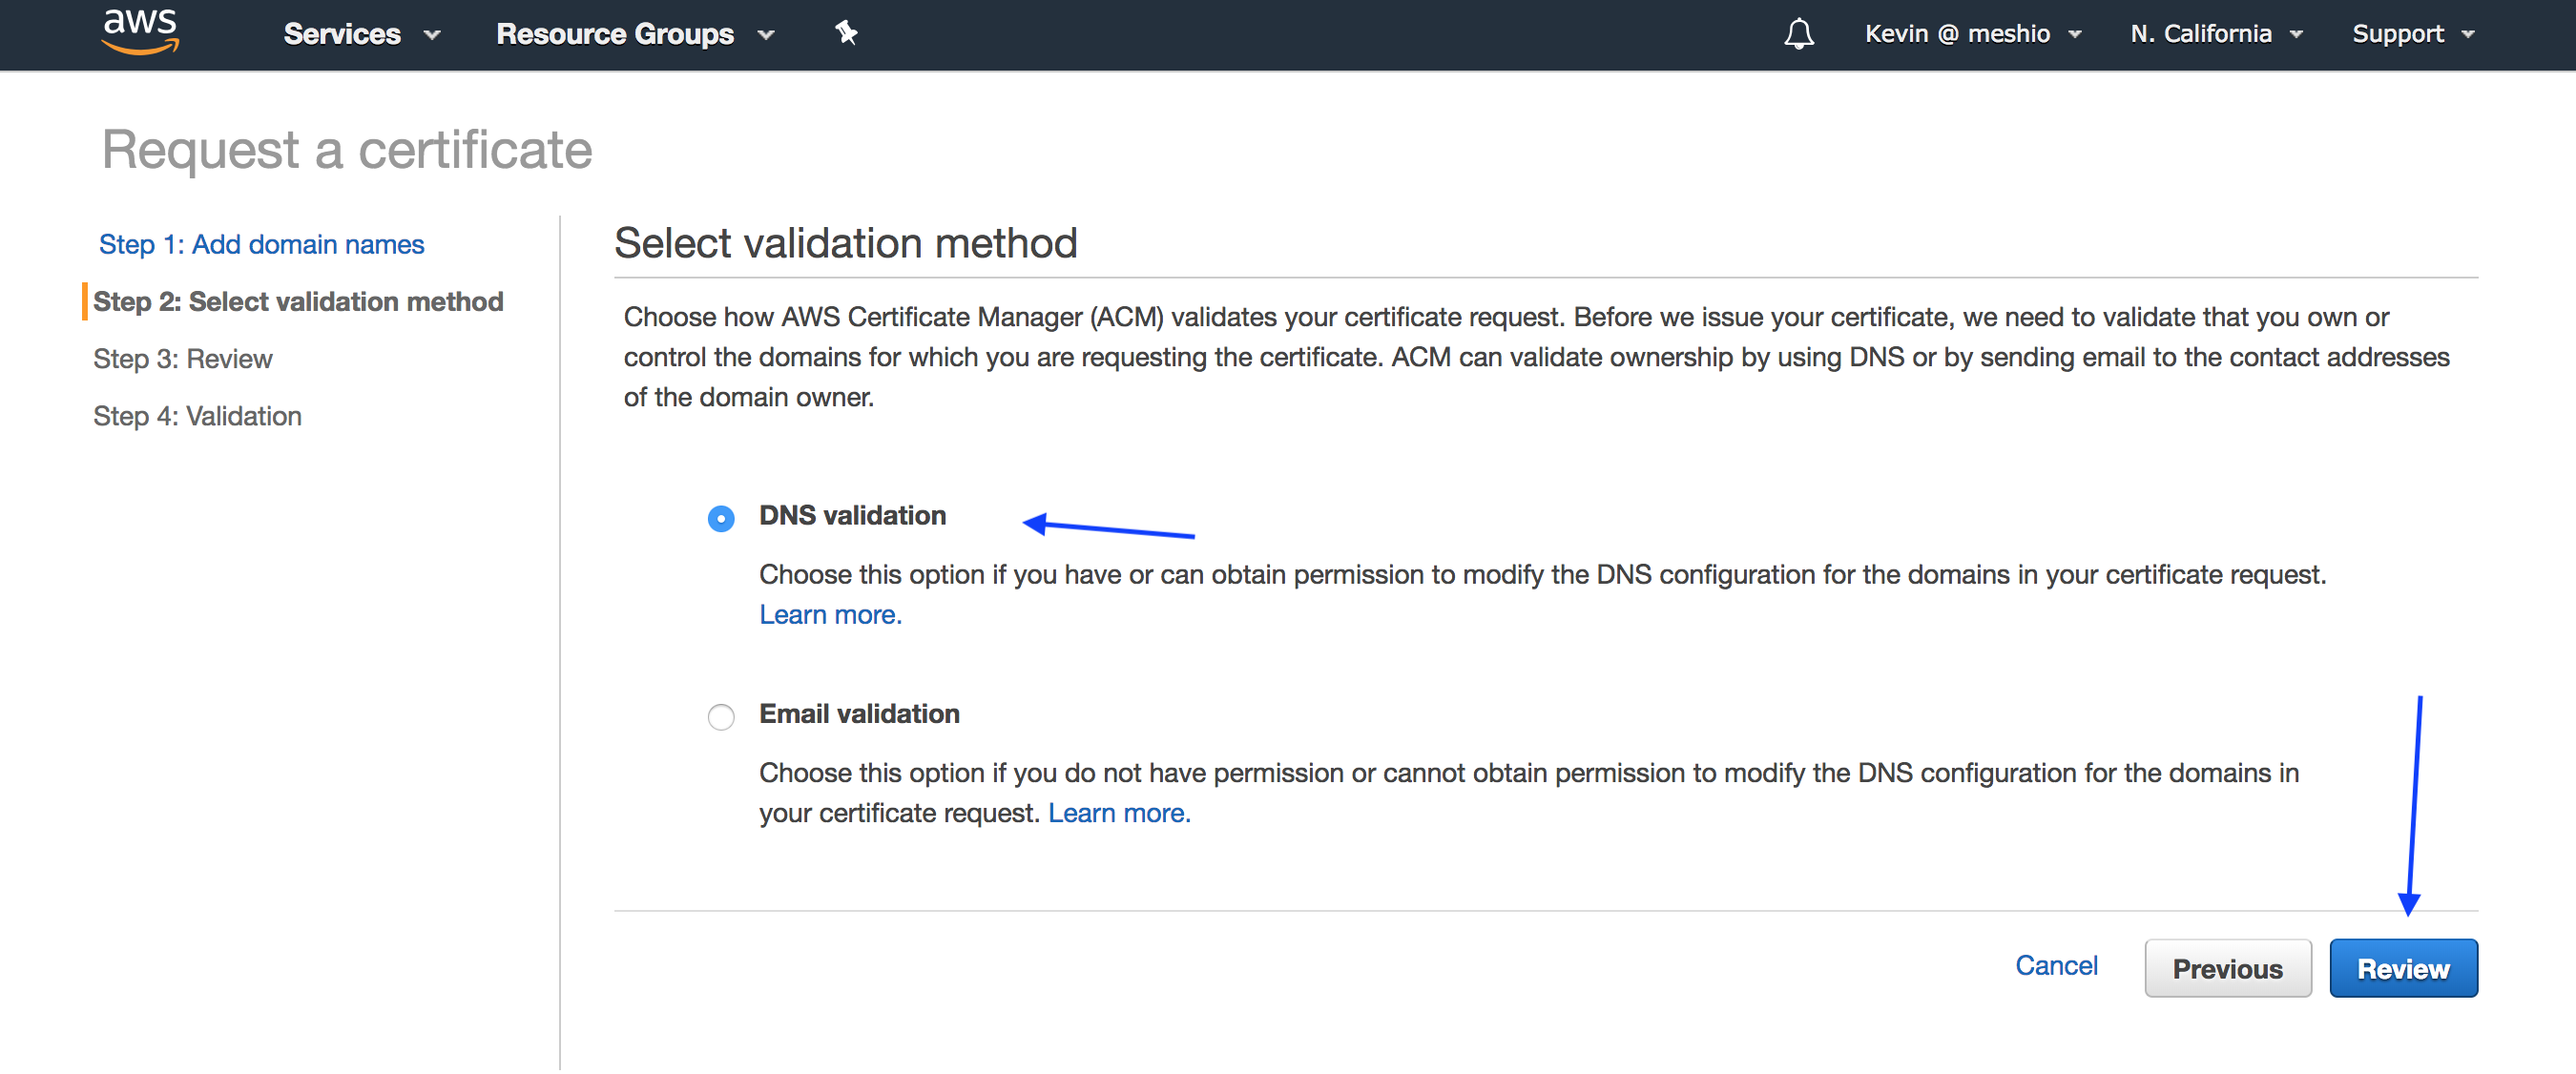 aws Services Resource Groups Kevin @ meshio N. California Support
Request a certificate
Step 1: Add domain names
Step 2: Select validation method
Step 3: Review
Step 4: Validation
Select validation method
Choose how AWS Certificate Manager (ACM) validates your certificate request. Before we issue your certificate, we need to validate that you own or
control the domains for which you are requesting the certificate. ACM can validate ownership by using DNS or by sending email to the contact addresses
of the domain owner.
DNS validation
Choose this option if you have or can obtain permission to modify the DNS configuration for the domains in your certificate request.
Learn more.
Email validation
Choose this option if you do not have permission or cannot obtain permission to modify the DNS configuration for the domains in
your certificate request. Learn more.
Cancel Previous Review